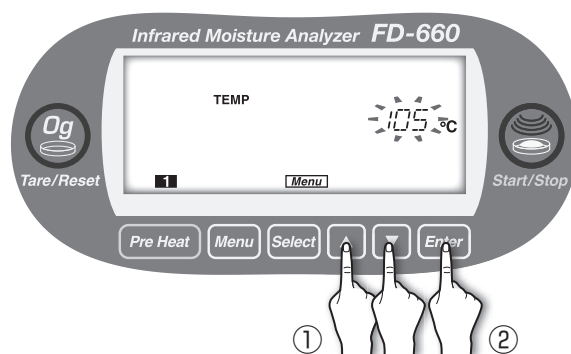 Infrared Moisture Analyzer FD-660
TEMP
105 °C
0g
Tare/Reset
Start/Stop
1
Menu
Pre Heat Menu Select ▲ ▼ Enter
① ②